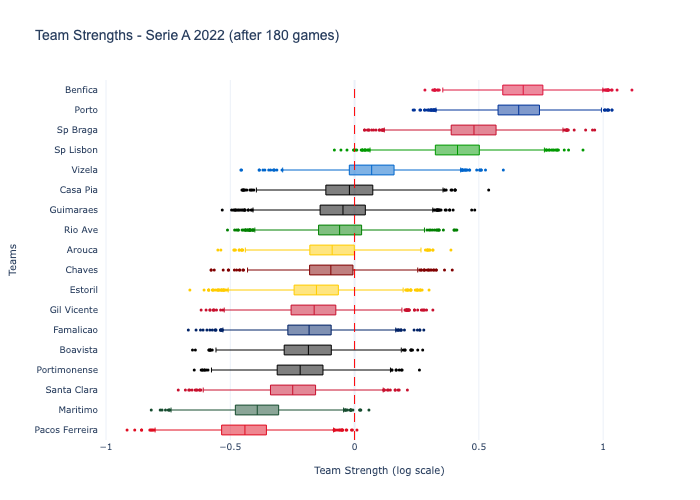 Team Strengths - Serie A 2022 (after 180 games)
Benfica
Porto
Sp Braga
Sp Lisbon
Vizela
Casa Pia
Guimaraes
Rio Ave
Arouca
Chaves
Estoril
Gil Vicente
Famalicao
Boavista
Portimonense
Santa Clara
Maritimo
Pacos Ferreira
Teams
−1
−0.5
0
0.5
1
Team Strength (log scale)